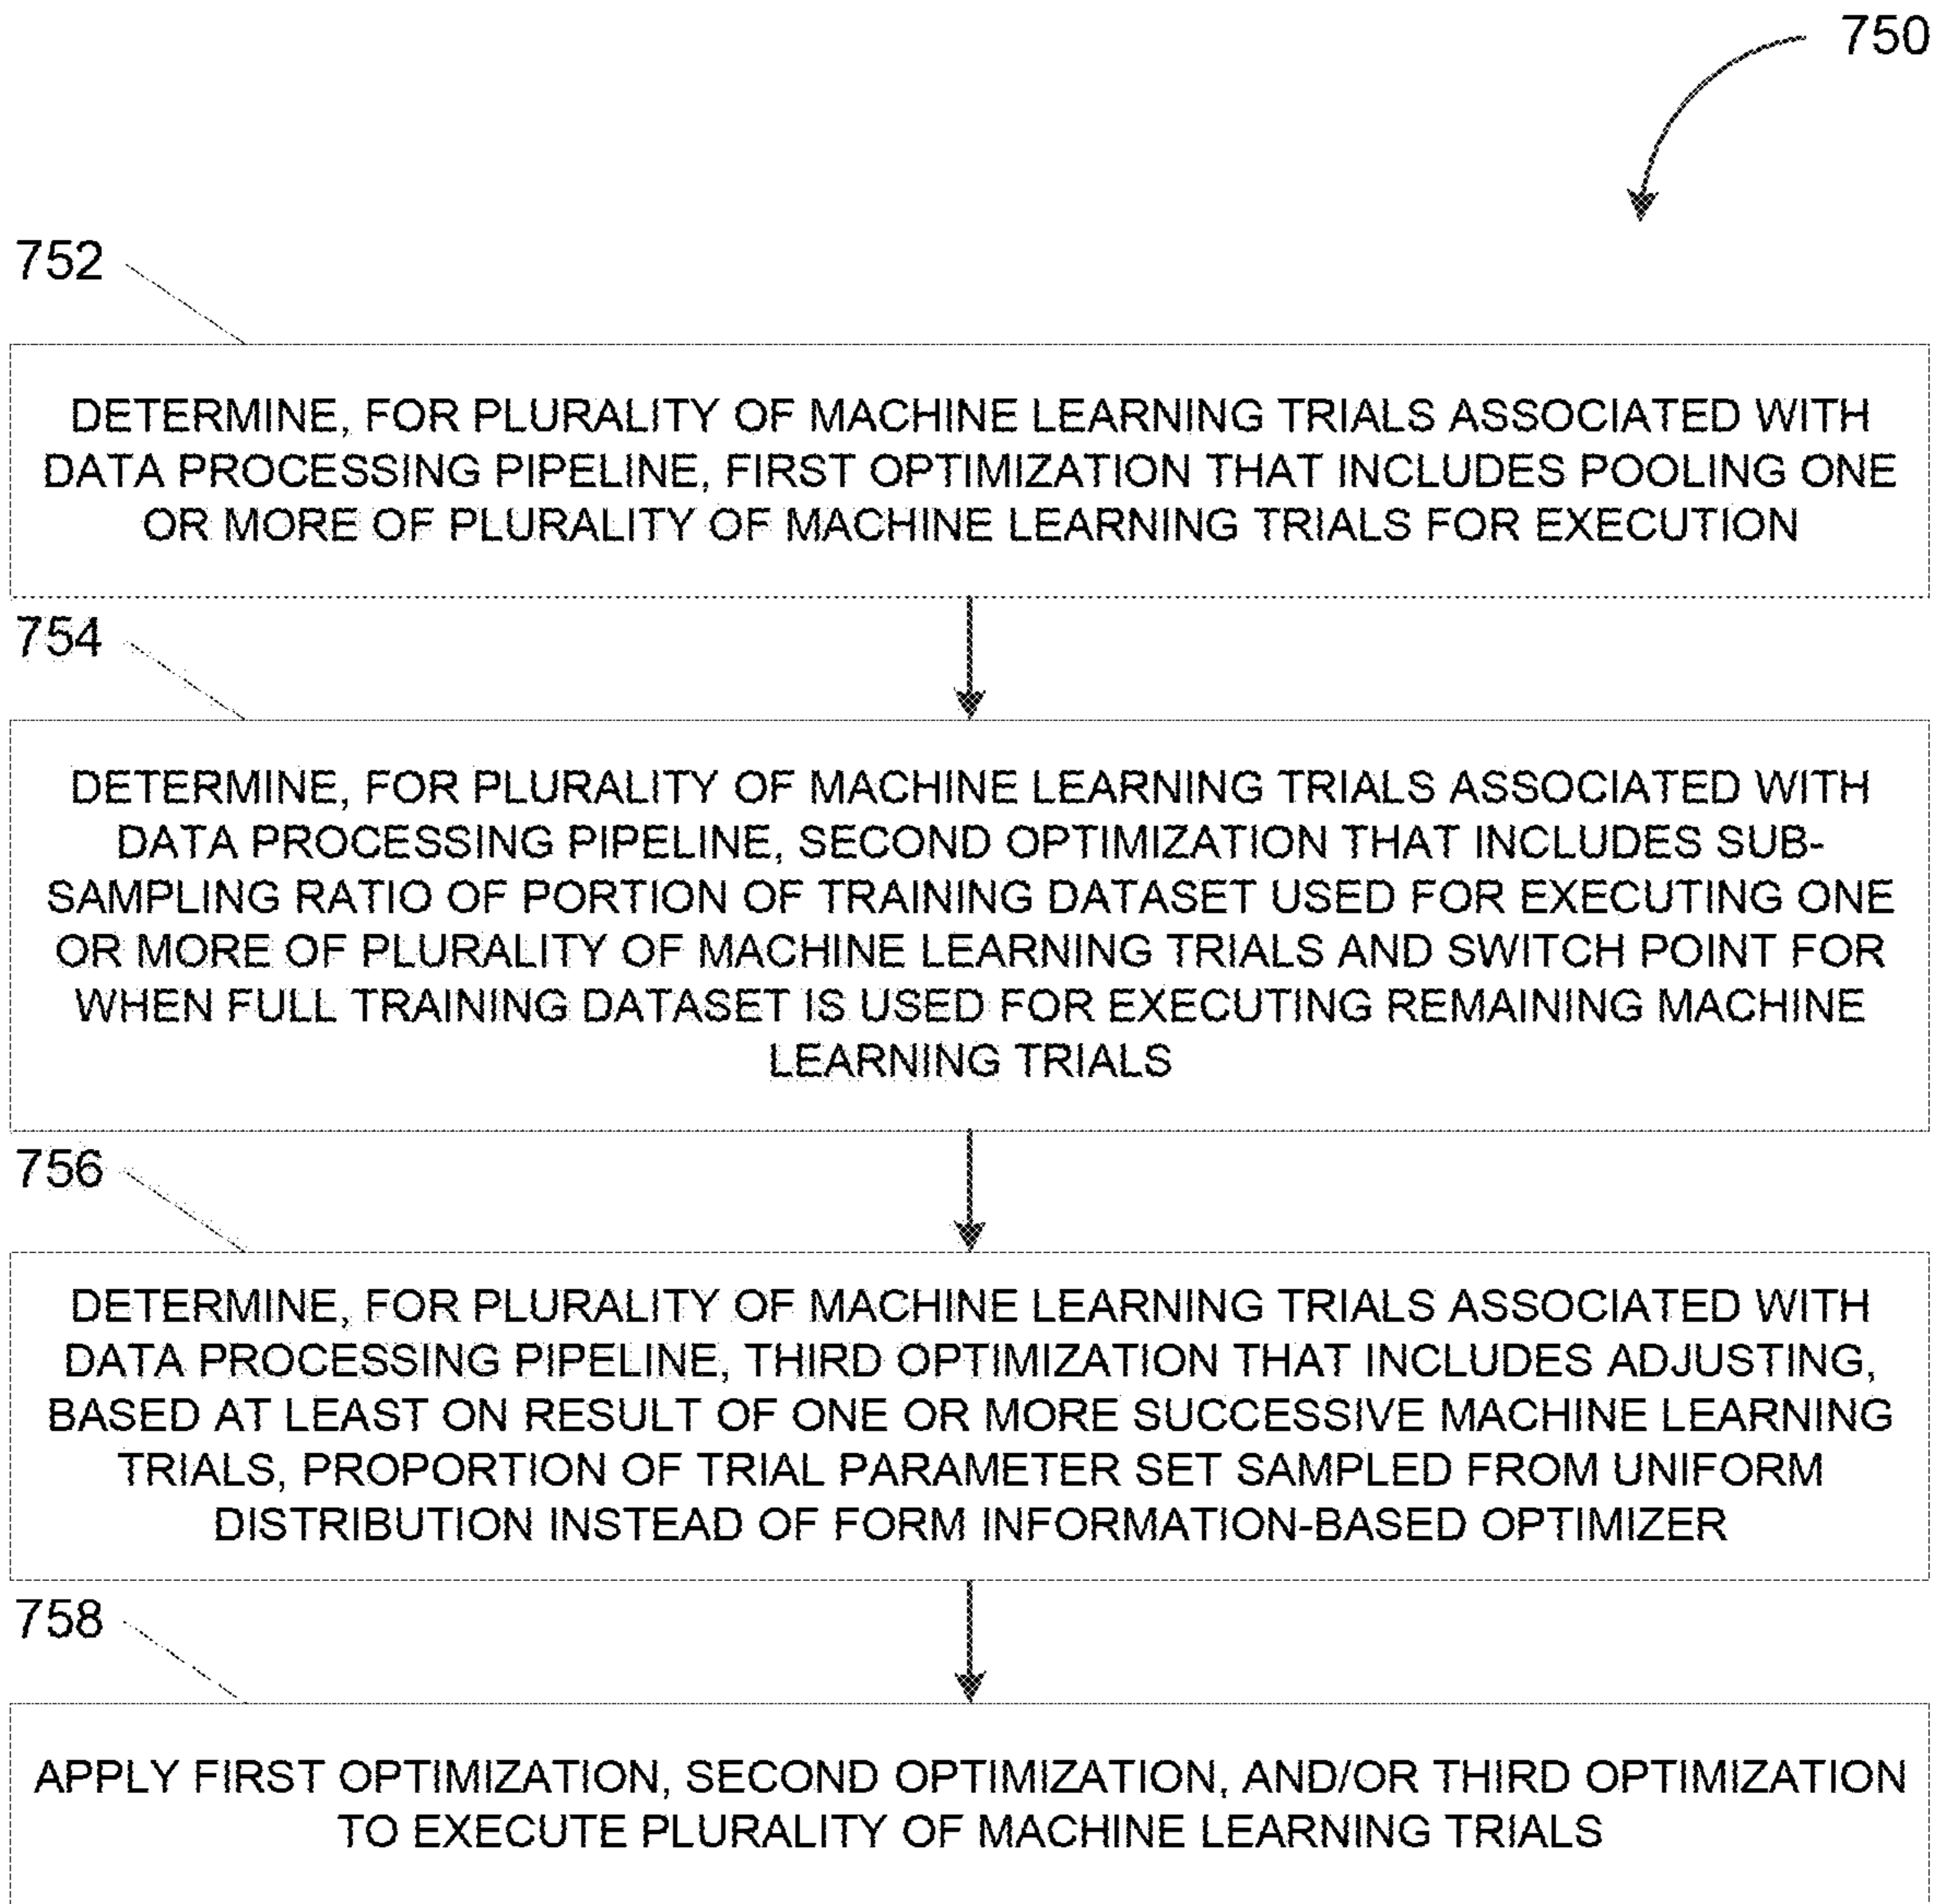 750
752
DETERMINE, FOR PLURALITY OF MACHINE LEARNING TRIALS ASSOCIATED WITH
DATA PROCESSING PIPELINE, FIRST OPTIMIZATION THAT INCLUDES POOLING ONE
OR MORE OF PLURALITY OF MACHINE LEARNING TRIALS FOR EXECUTION
754
DETERMINE, FOR PLURALITY OF MACHINE LEARNING TRIALS ASSOCIATED WITH
DATA PROCESSING PIPELINE, SECOND OPTIMIZATION THAT INCLUDES SUB-
SAMPLING RATIO OF PORTION OF TRAINING DATASET USED FOR EXECUTING ONE
OR MORE OF PLURALITY OF MACHINE LEARNING TRIALS AND SWITCH POINT FOR
WHEN FULL TRAINING DATASET IS USED FOR EXECUTING REMAINING MACHINE
LEARNING TRIALS
756
DETERMINE, FOR PLURALITY OF MACHINE LEARNING TRIALS ASSOCIATED WITH
DATA PROCESSING PIPELINE, THIRD OPTIMIZATION THAT INCLUDES ADJUSTING,
BASED AT LEAST ON RESULT OF ONE OR MORE SUCCESSIVE MACHINE LEARNING
TRIALS, PROPORTION OF TRIAL PARAMETER SET SAMPLED FROM UNIFORM
DISTRIBUTION INSTEAD OF FORM INFORMATION-BASED OPTIMIZER
758
APPLY FIRST OPTIMIZATION, SECOND OPTIMIZATION, AND/OR THIRD OPTIMIZATION
TO EXECUTE PLURALITY OF MACHINE LEARNING TRIALS